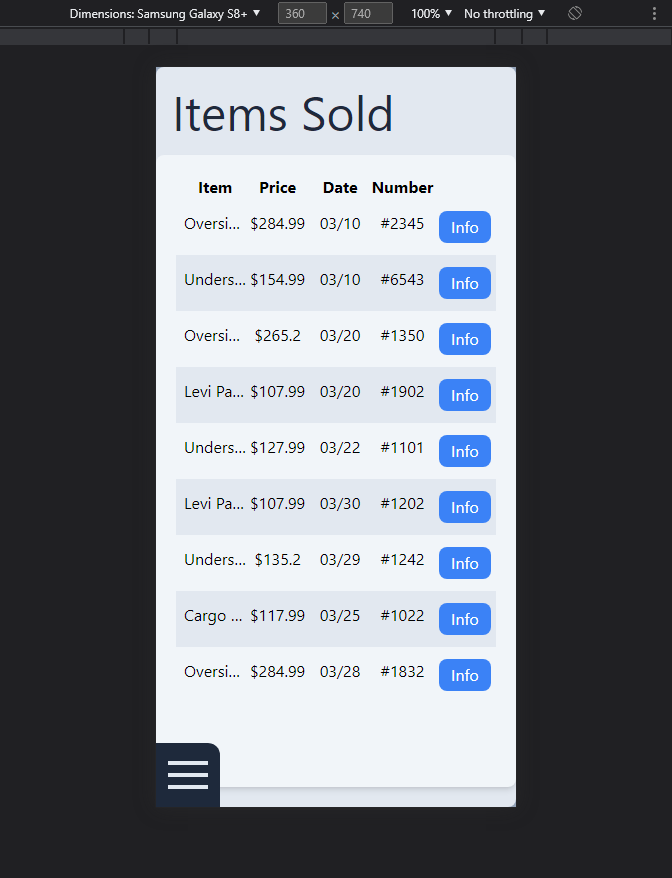 Dimensions: Samsung Galaxy S8+ ▼ 360 × 740 100% ▼ No throttling ▼
Items Sold
Item Price Date Number
Oversi... $284.99 03/10 #2345 Info
Unders... $154.99 03/10 #6543 Info
Oversi... $265.2 03/20 #1350 Info
Levi Pa... $107.99 03/20 #1902 Info
Unders... $127.99 03/22 #1101 Info
Levi Pa... $107.99 03/30 #1202 Info
Unders... $135.2 03/29 #1242 Info
Cargo ... $117.99 03/25 #1022 Info
Oversi... $284.99 03/28 #1832 Info